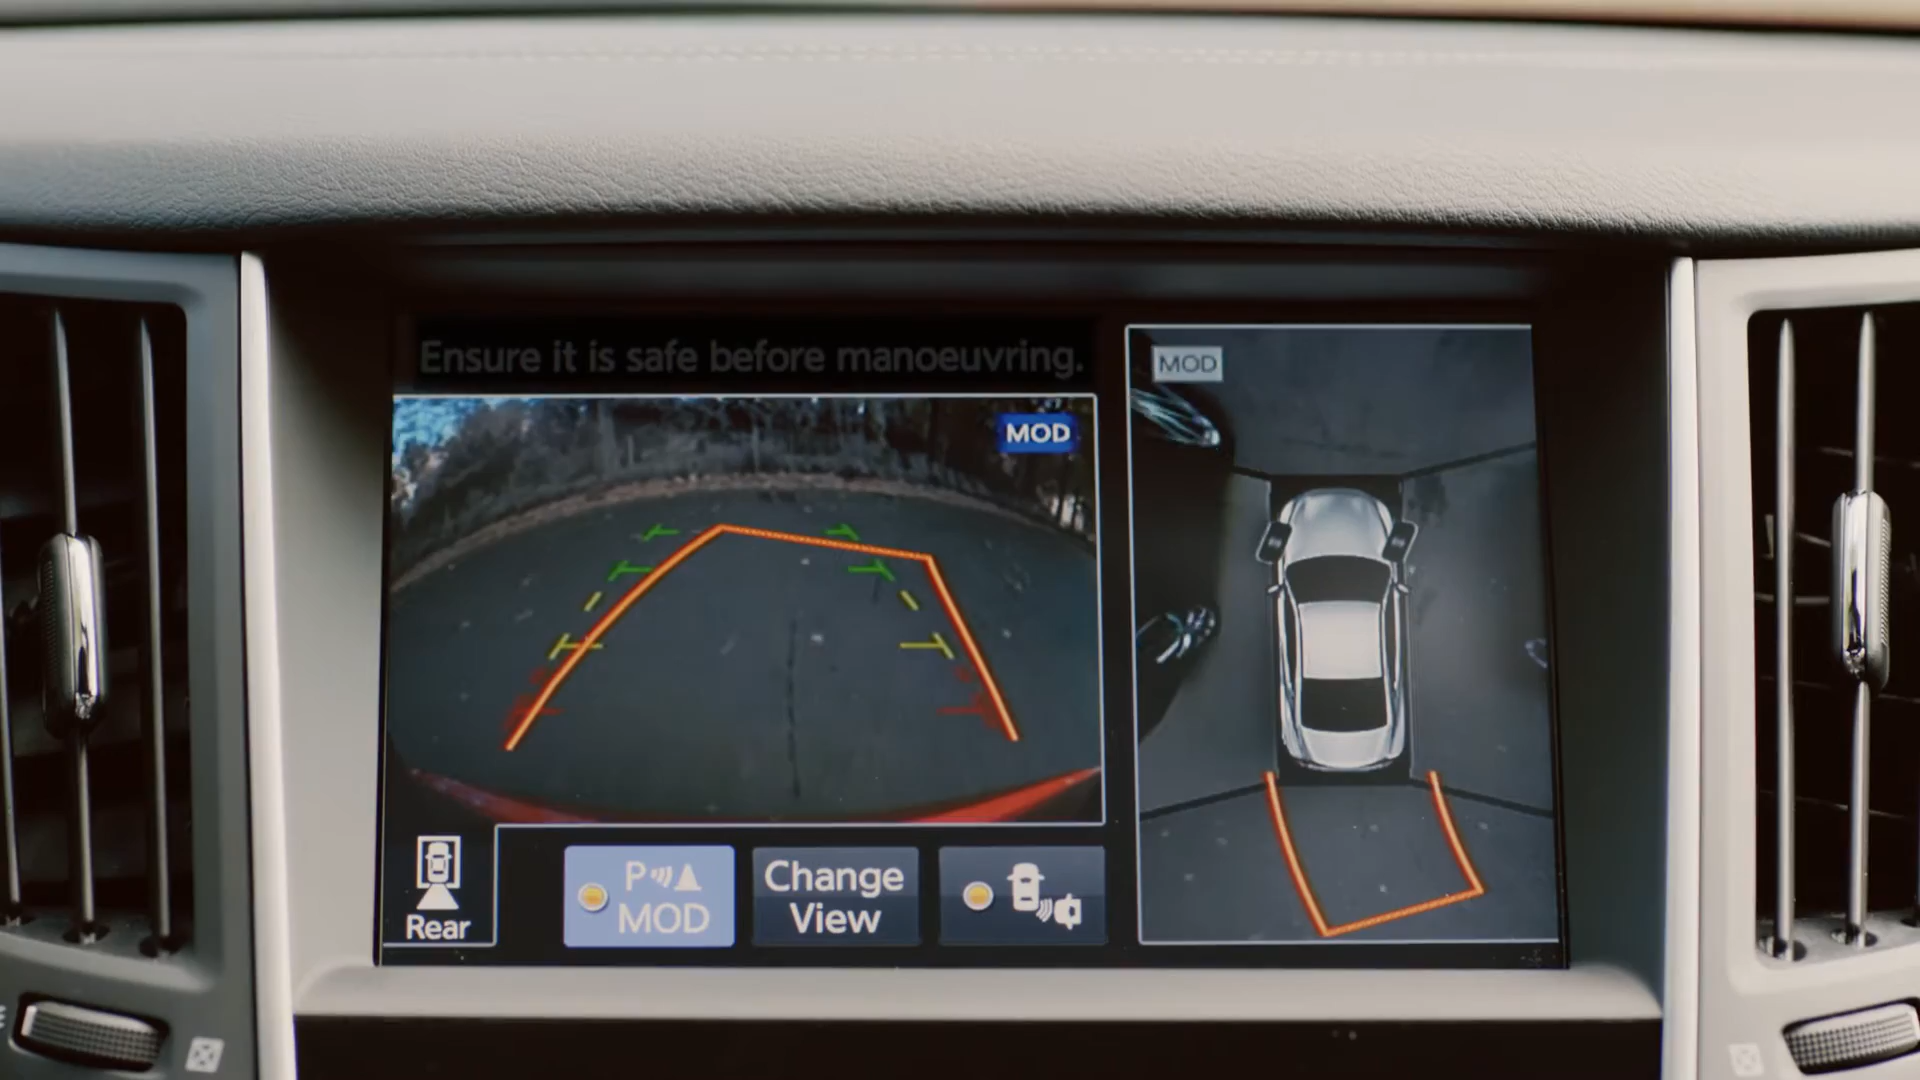 Ensure it is safe before manoeuvring.
MOD
MOD
Rear
P
MOD
Change
View